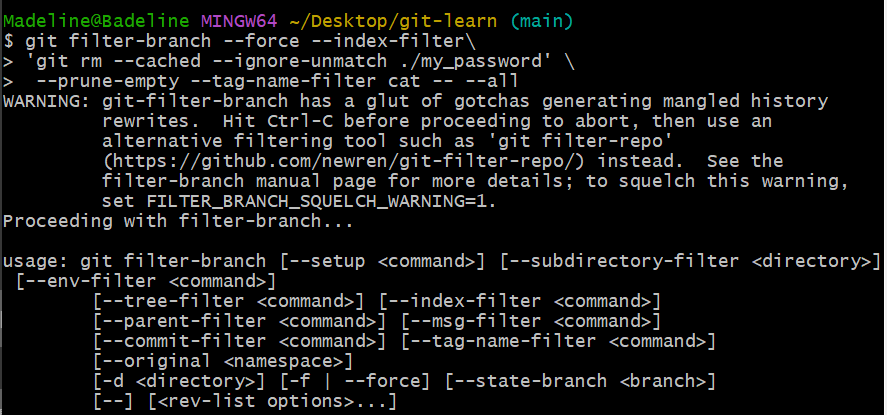 Madeline@Badeline MINGW64 ~/Desktop/git-learn (main)
$ git filter-branch --force --index-filter\
> 'git rm --cached --ignore-unmatch ./my_password' \
>  --prune-empty --tag-name-filter cat -- --all
WARNING: git-filter-branch has a glut of gotchas generating mangled history
         rewrites.  Hit Ctrl-C before proceeding to abort, then use an
         alternative filtering tool such as 'git filter-repo'
         (https://github.com/newren/git-filter-repo/) instead.  See the
         filter-branch manual page for more details; to squelch this warning,
         set FILTER_BRANCH_SQUELCH_WARNING=1.
Proceeding with filter-branch...

usage: git filter-branch [--setup <command>] [--subdirectory-filter <directory>]
 [--env-filter <command>]
        [--tree-filter <command>] [--index-filter <command>]
        [--parent-filter <command>] [--msg-filter <command>]
        [--commit-filter <command>] [--tag-name-filter <command>]
        [--original <namespace>]
        [-d <directory>] [-f | --force] [--state-branch <branch>]
        [--] [<rev-list options>...]